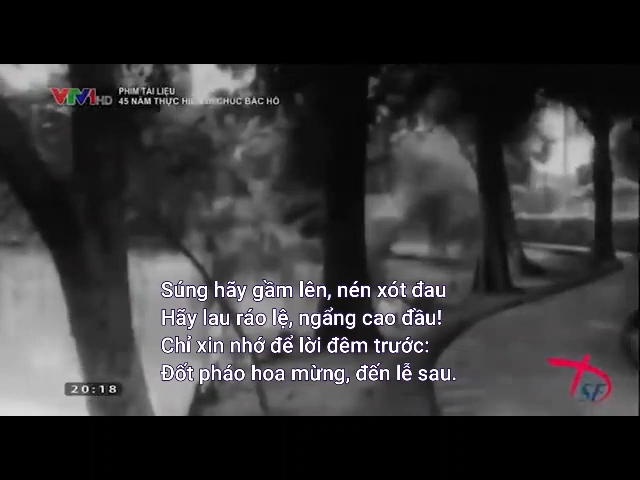 VTV1HD
PHIM TÀI LIỆU
45 NĂM THỰC HIỆN DI CHÚC BÁC HỒ
Súng hãy gầm lên, nén xót đau
Hãy lau ráo lệ, ngẩng cao đầu!
Chỉ xin nhớ để lời đêm trước:
Đốt pháo hoa mừng, đến lễ sau.
20:18
SF